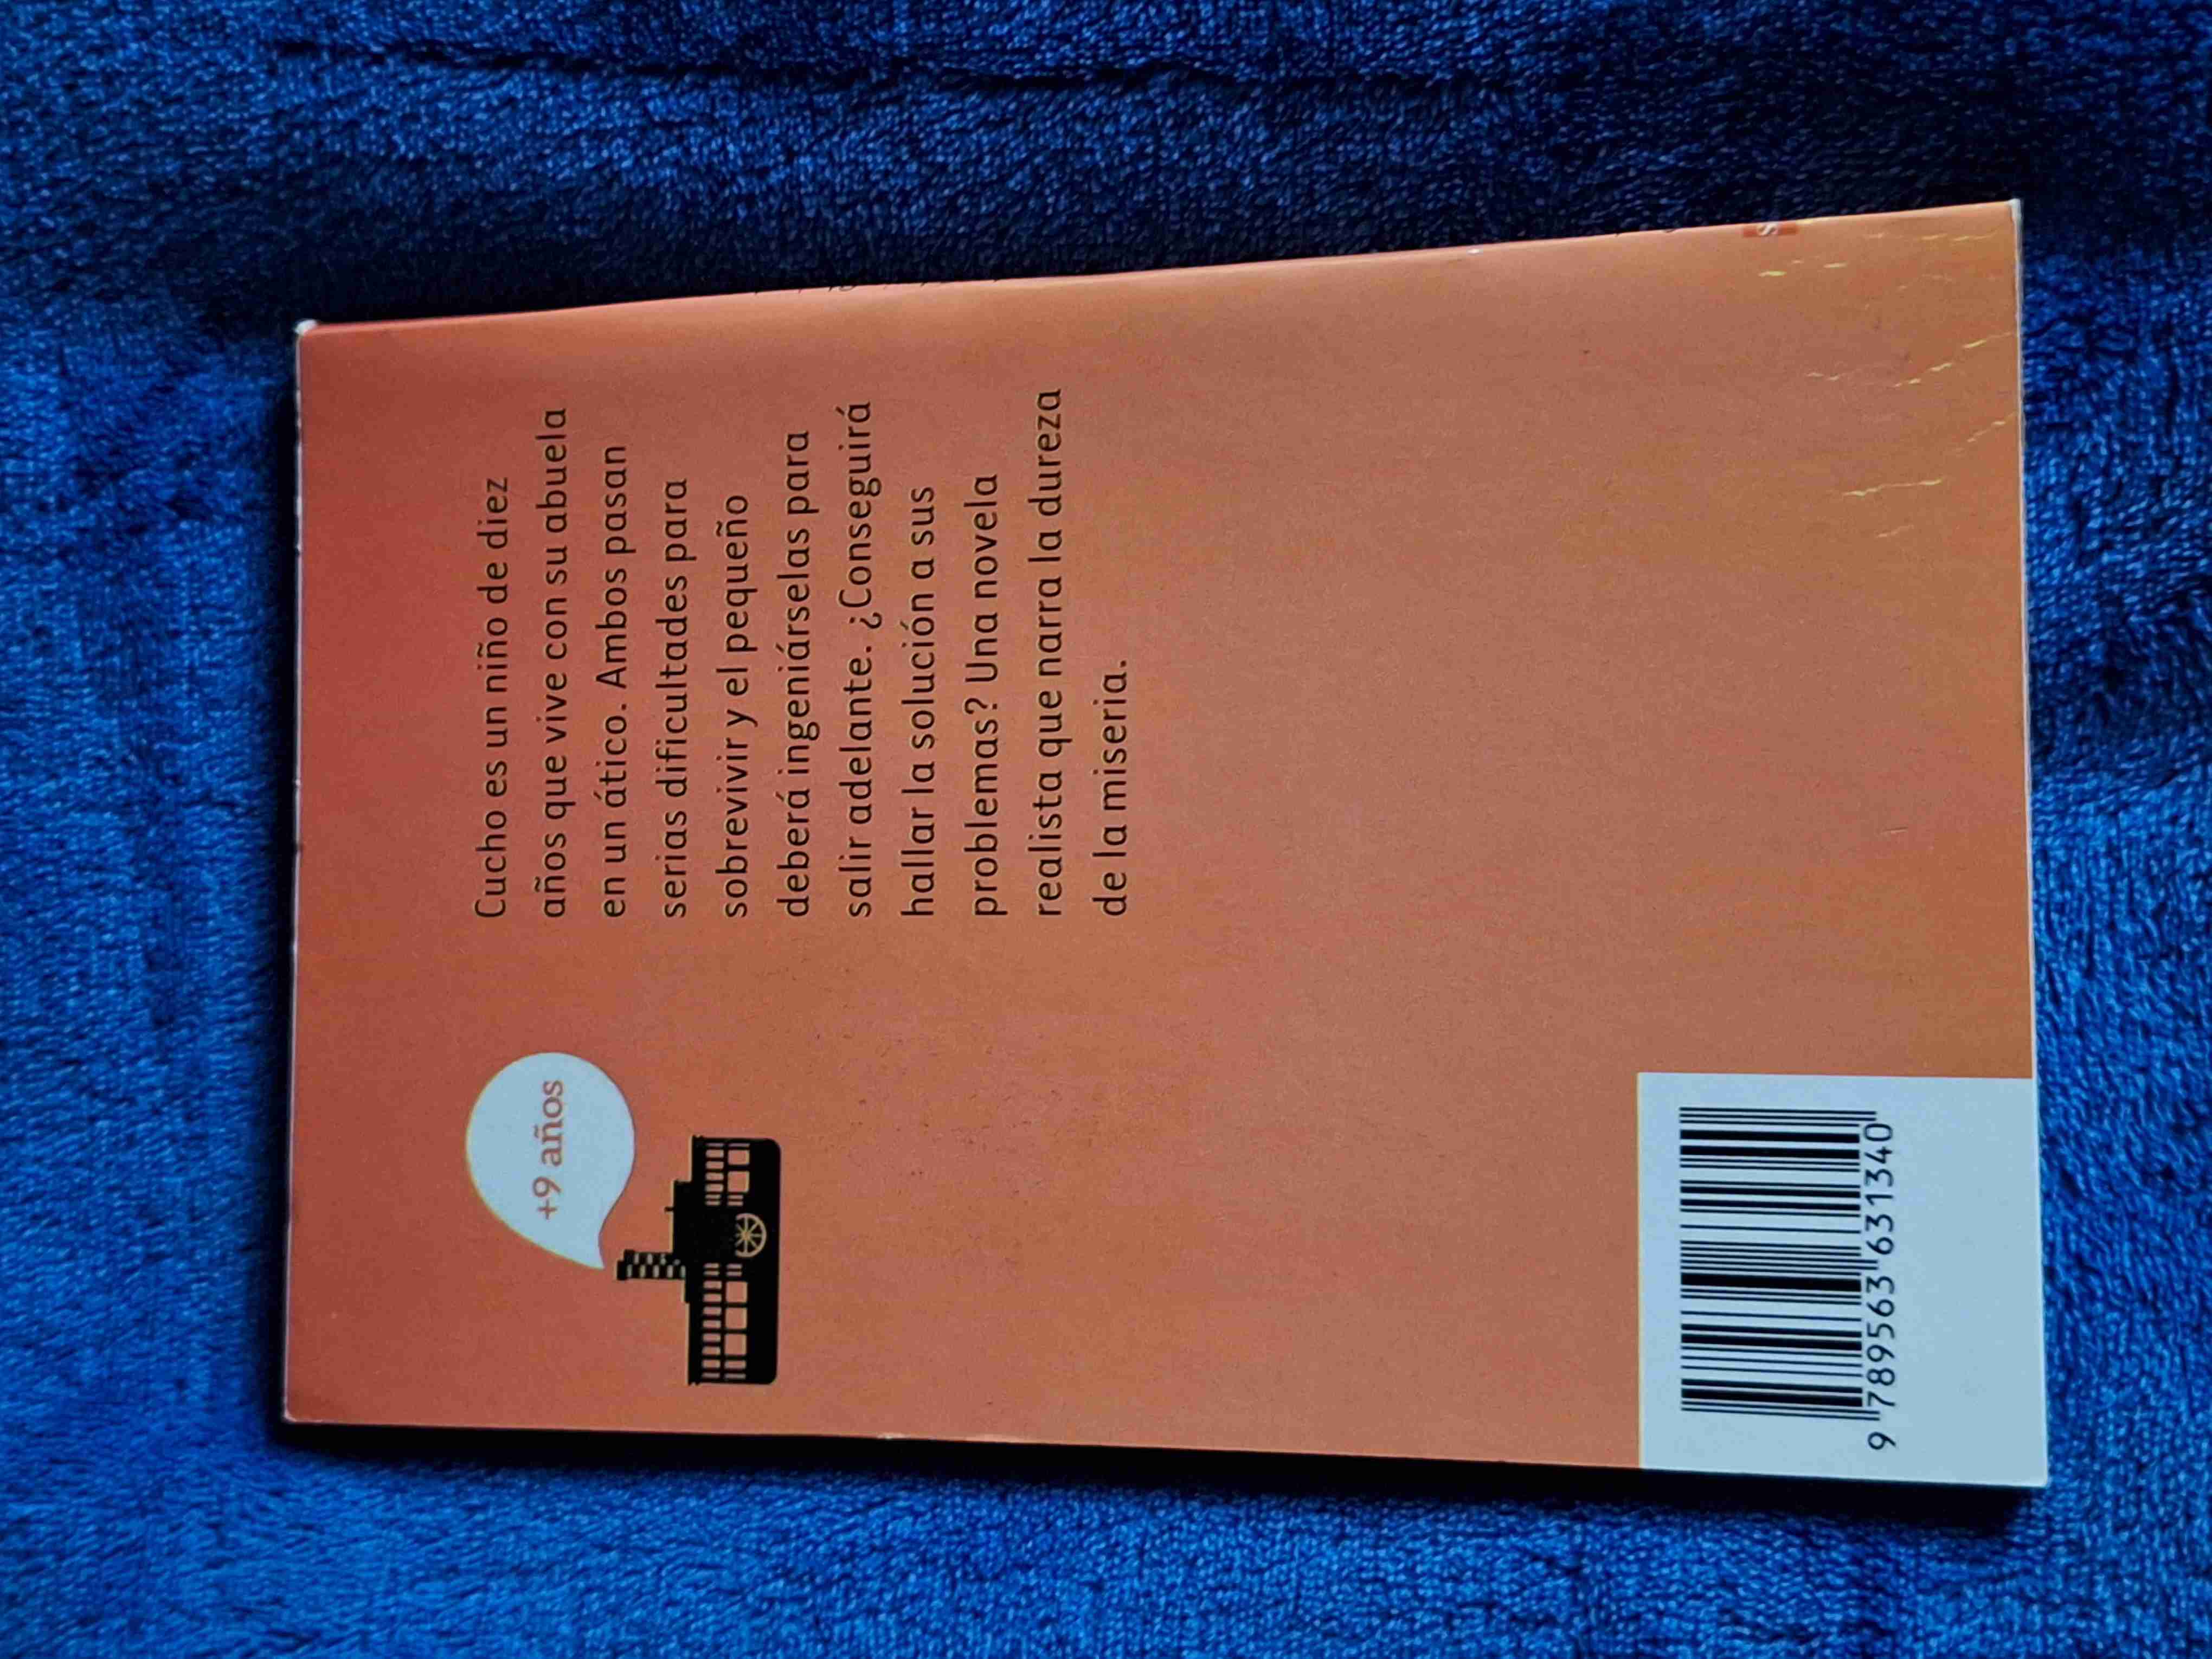 Cucho es un niño de diez
años que vive con su abuela
en un ático. Ambos pasan
serias dificultades para
sobrevivir y el pequeño
deberá ingeniárselas para
salir adelante. ¿Conseguirá
hallar la solución a sus
problemas? Una novela
realista que narra la dureza
de la miseria.
+9 años
9 789563 631340